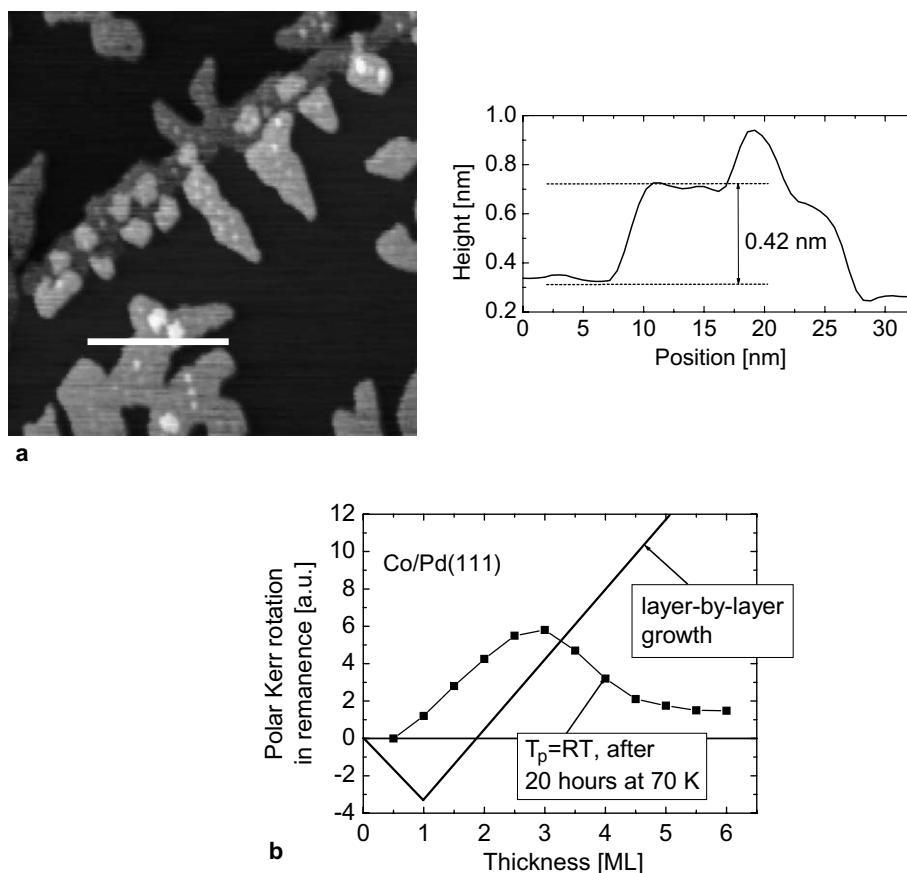 1.0
0.8
0.6
0.4
0.2
Height [nm]
0.42 nm
0 5 10 15 20 25 30
Position [nm]
a
12
10
8
6
4
2
0
-2
-4
Polar Kerr rotation
in remanence [a.u.]
Co/Pd(111)
layer-by-layer
growth
Tp=RT, after
20 hours at 70 K
0 1 2 3 4 5 6
Thickness [ML]
b